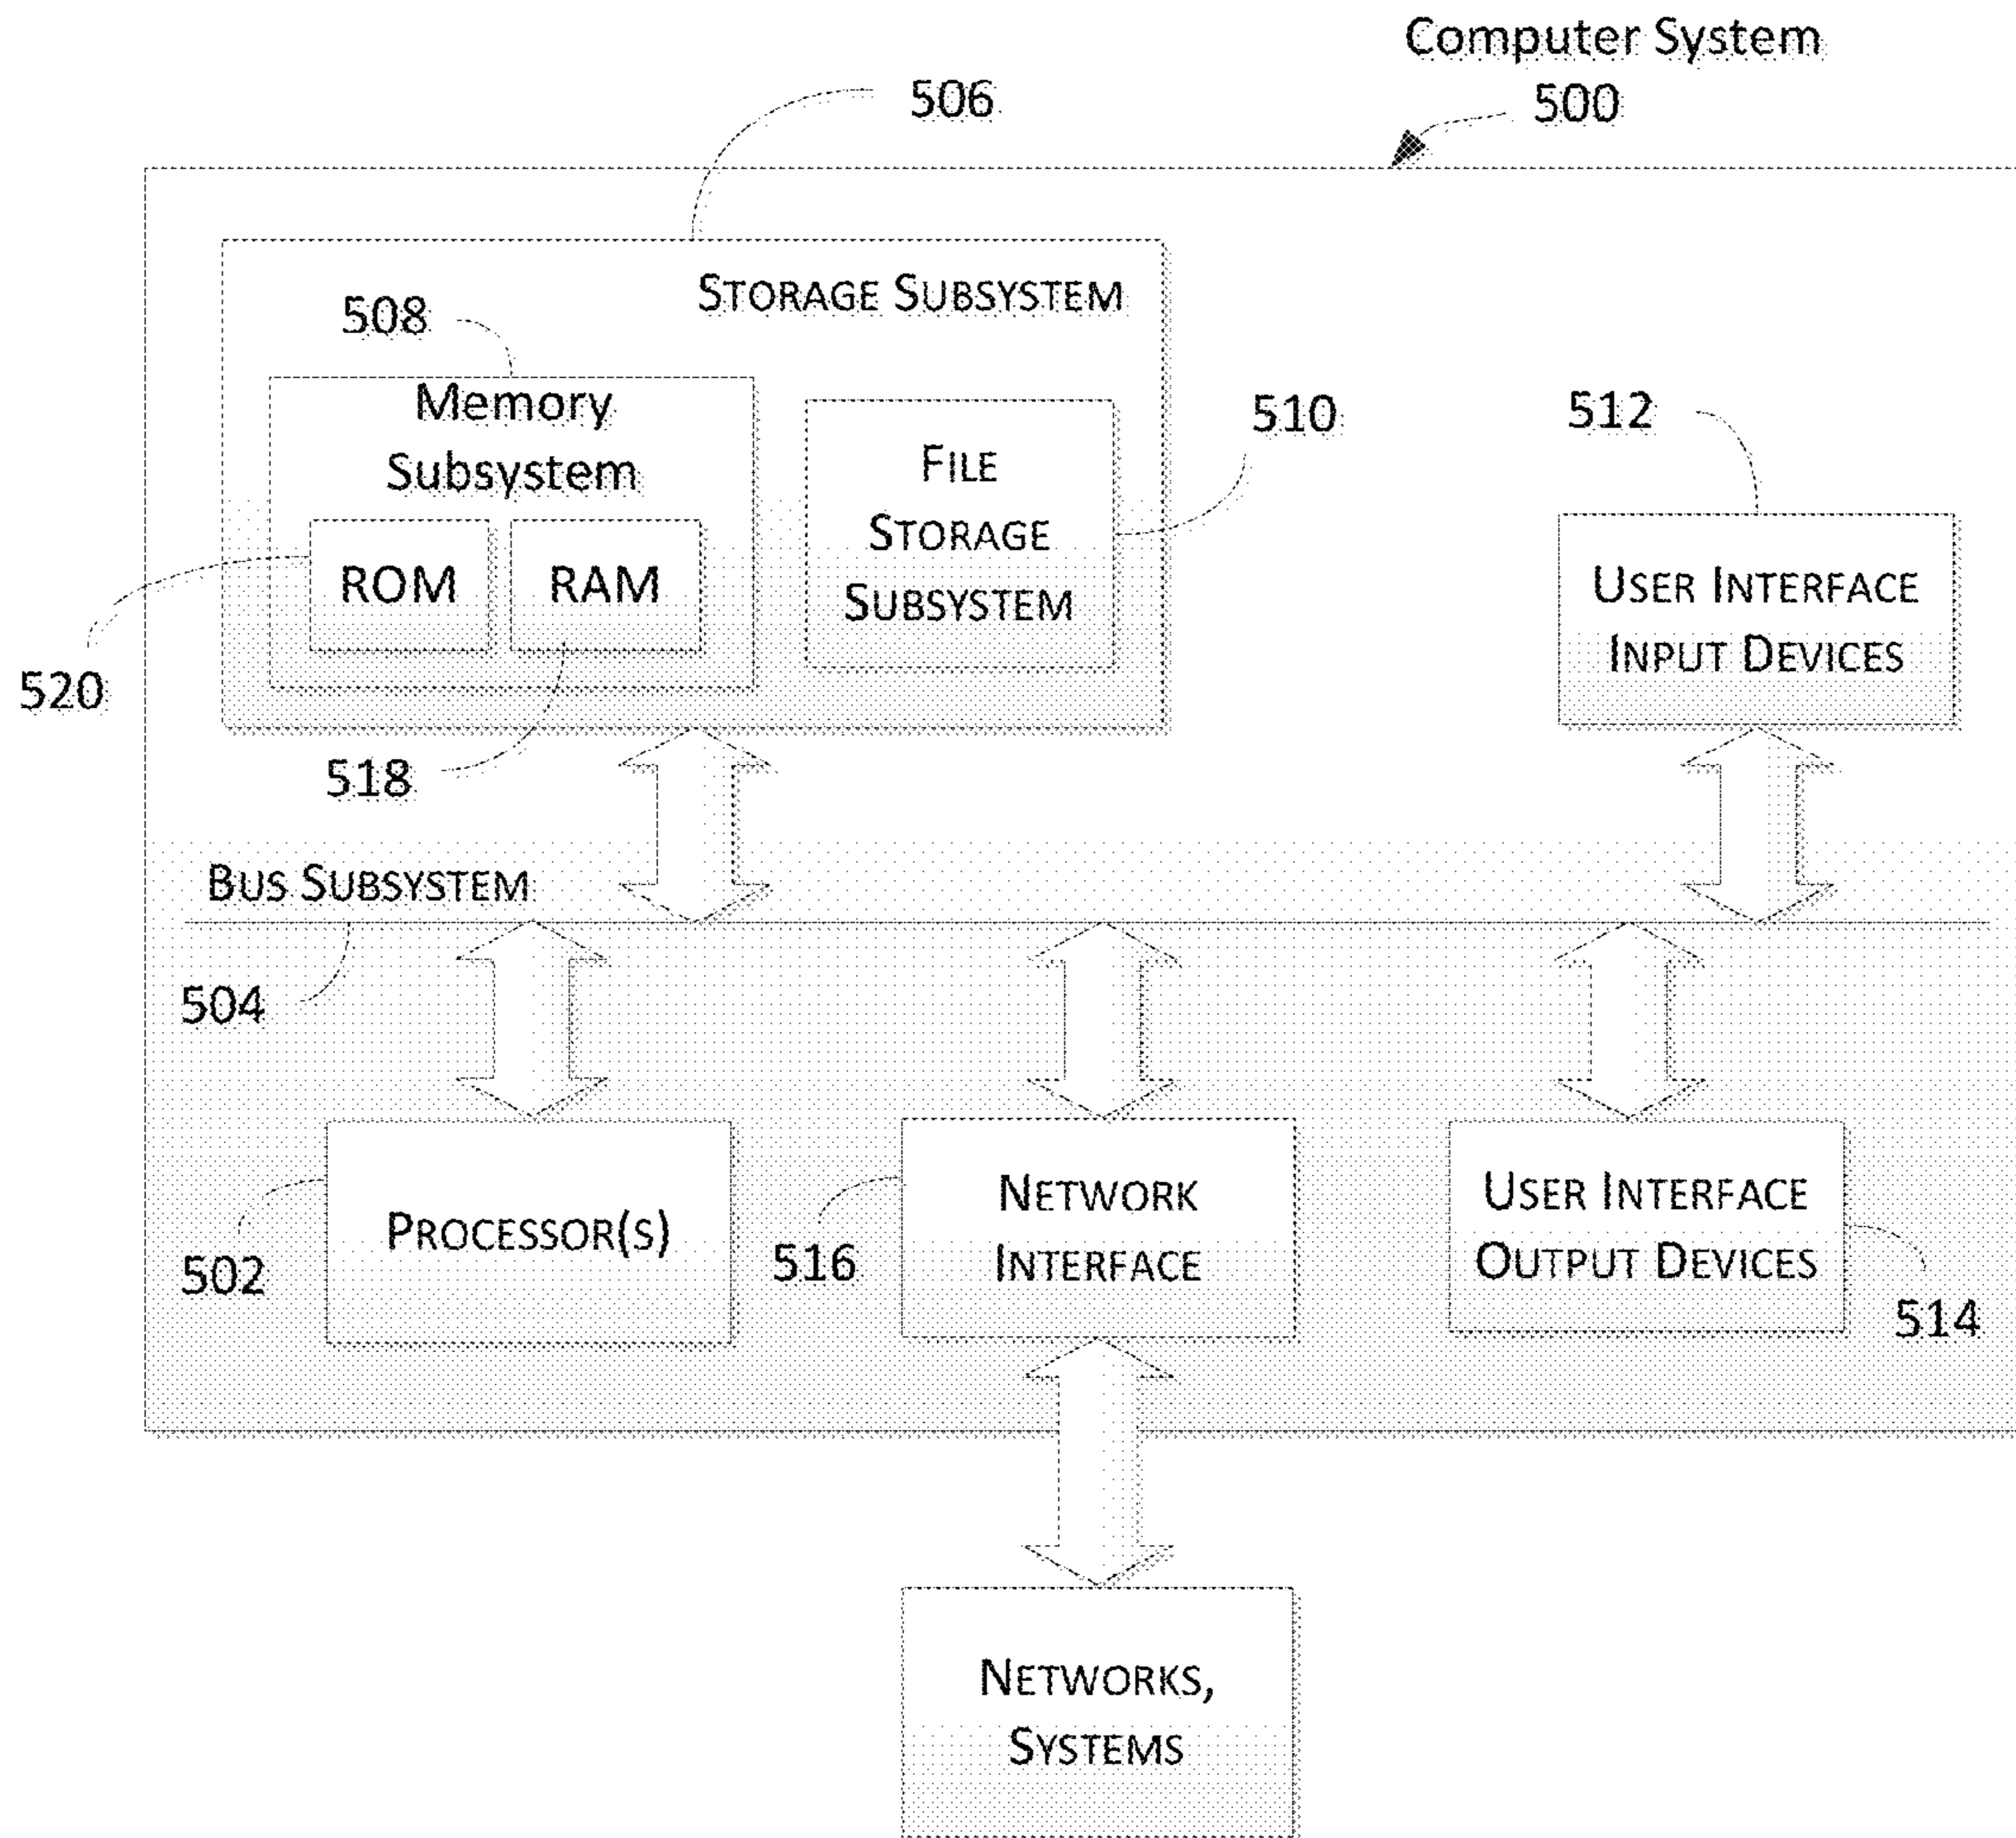 Computer System
500
506
STORAGE SUBSYSTEM
508
Memory
Subsystem
ROM
RAM
520
518
FILE
STORAGE
SUBSYSTEM
510
512
USER INTERFACE
INPUT DEVICES
BUS SUBSYSTEM
504
PROCESSOR(S)
502
NETWORK
INTERFACE
516
USER INTERFACE
OUTPUT DEVICES
514
NETWORKS,
SYSTEMS